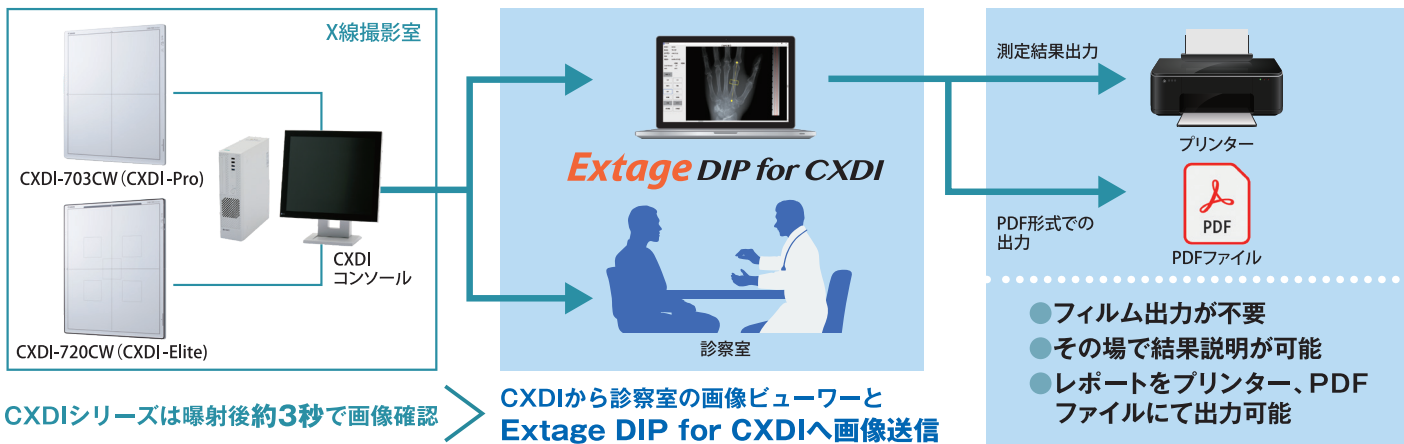 X線撮影室
CXDI-703CW(CXDI-Pro)
CXDI-720CW(CXDI-Elite)
CXDI
コンソール
CXDIシリーズは曝射後約3秒で画像確認
Extage DIP for CXDI
診察室
CXDIから診察室の画像ビューワーと
Extage DIP for CXDIへ画像送信
測定結果出力
プリンター
PDF形式での
出力
PDF
PDFファイル
●フィルム出力が不要
●その場で結果説明が可能
●レポートをプリンター、PDF
ファイルにて出力可能